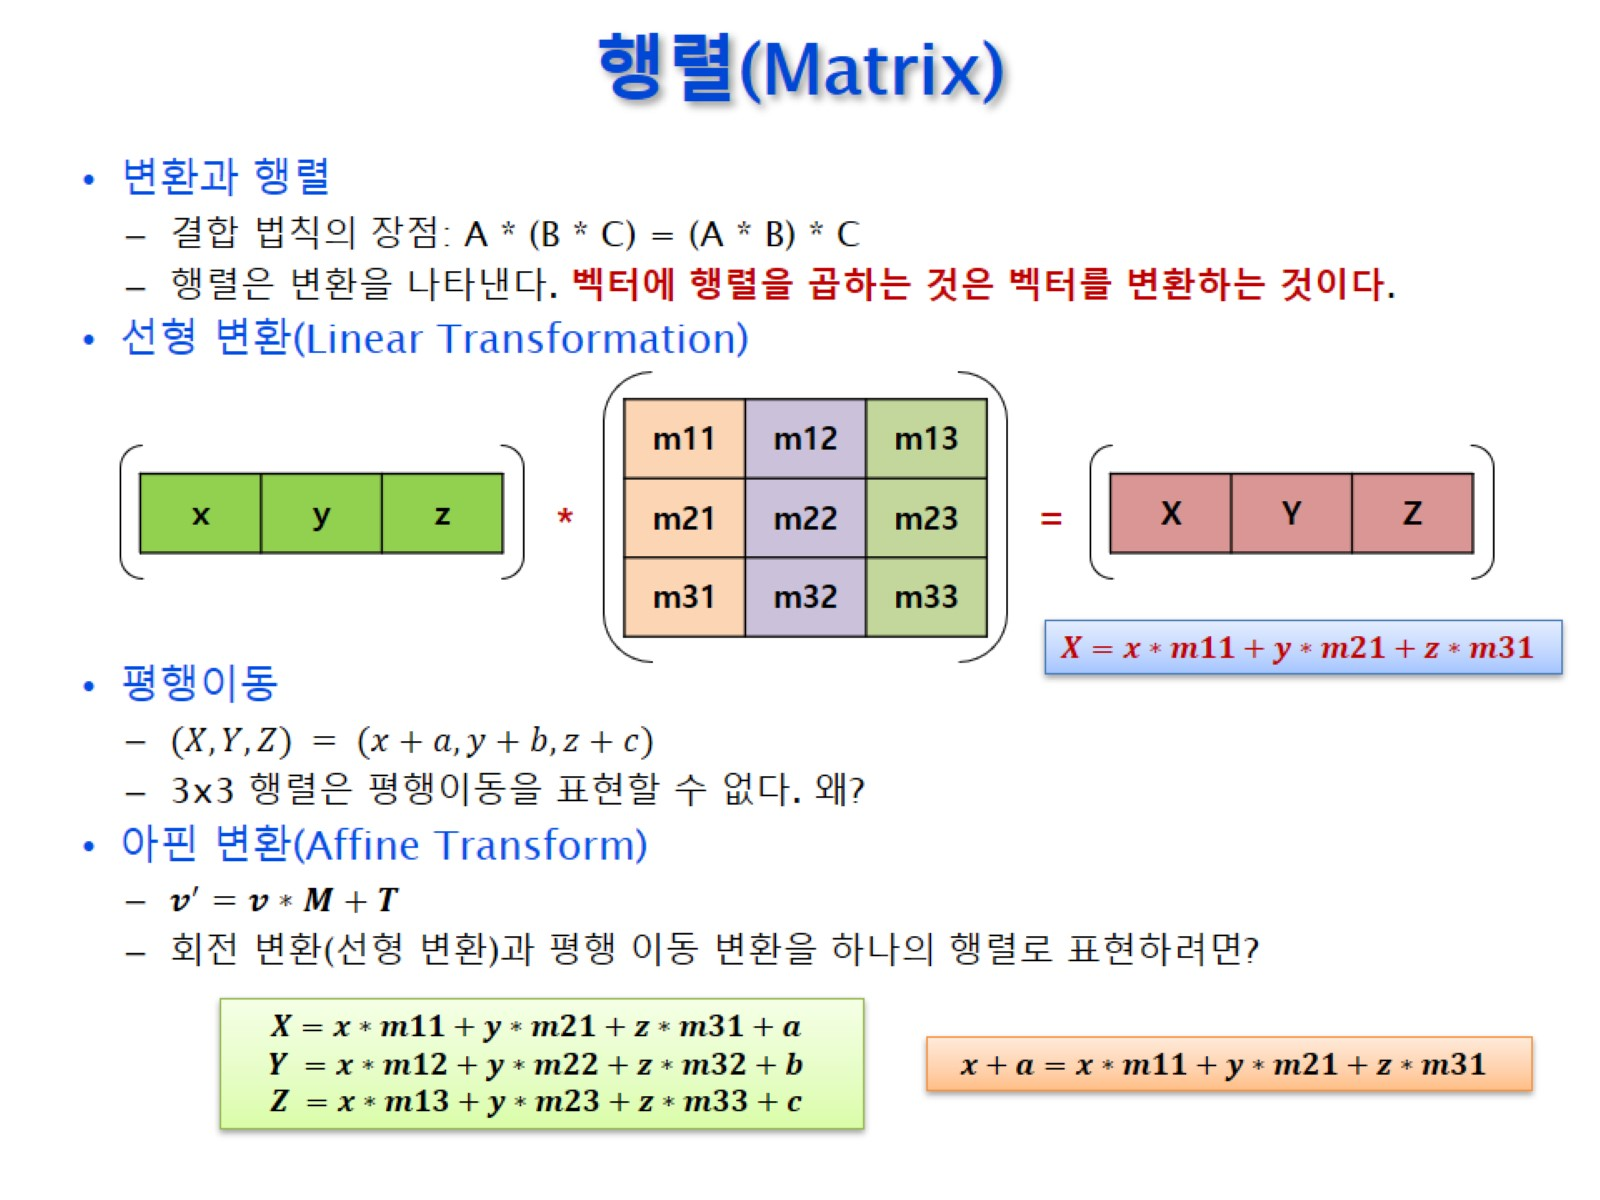 행렬(Matrix)
• 변환과 행렬
– 결합 법칙의 장점: A * (B * C) = (A * B) * C
– 행렬은 변환을 나타낸다. 벡터에 행렬을 곱하는 것은 벡터를 변환하는 것이다.
• 선형 변환(Linear Transformation)
m11 m12 m13
x y z * m21 m22 m23 = X Y Z
m31 m32 m33
X = x * m11 + y * m21 + z * m31
• 평행이동
– (X, Y, Z) = (x + a, y + b, z + c)
– 3x3 행렬은 평행이동을 표현할 수 없다. 왜?
• 아핀 변환(Affine Transform)
– v′ = v * M + T
– 회전 변환(선형 변환)과 평행 이동 변환을 하나의 행렬로 표현하려면?
X = x * m11 + y * m21 + z * m31 + a
Y = x * m12 + y * m22 + z * m32 + b
Z = x * m13 + y * m23 + z * m33 + c
x + a = x * m11 + y * m21 + z * m31